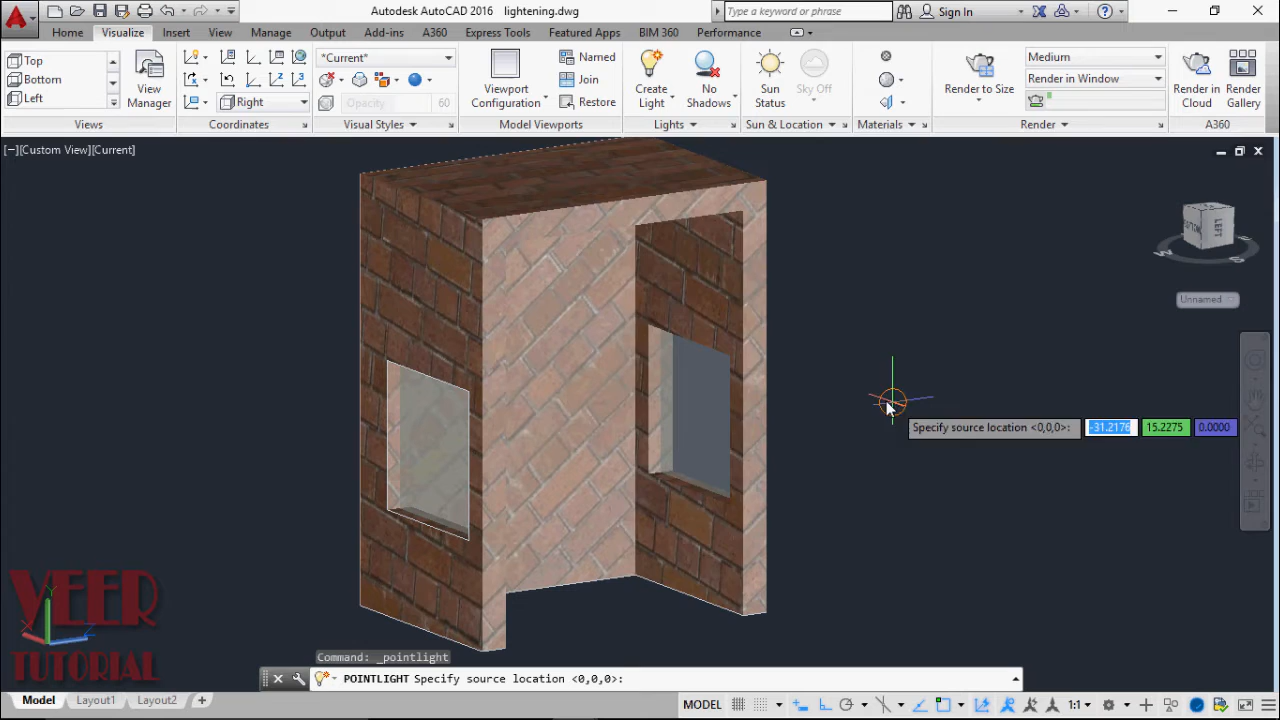 Autodesk AutoCAD 2016 lightening.dwg
Type a keyword or phrase
Sign In
Home Visualize Insert View Manage Output Add-ins A360 Express Tools Featured Apps BIM 360 Performance
Top
Bottom
Left
View
Manager
Right
*Current*
Opacity 60
Viewport
Configuration
Named
Join
Restore
Create
Light
No
Shadows
Sun
Status
Sky Off
Render to Size
Medium
Render in Window
Render in
Cloud
Render
Gallery
Views Coordinates Visual Styles Model Viewports Lights Sun & Location Materials Render A360
[−][Custom View][Current]
LEFT
Unnamed
Specify source location <0,0,0>: -31.2176 15.2275 0.0000
VEER
TUTORIAL
Command: _pointlight
POINTLIGHT Specify source location <0,0,0>:
Model Layout1 Layout2 +
MODEL
1:1